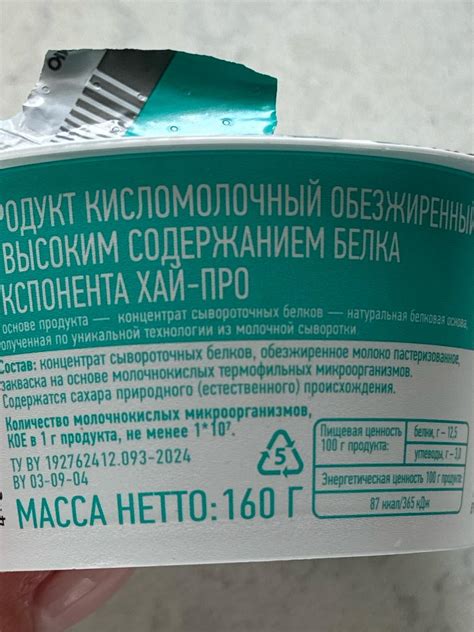 РОДУКТ КИСЛОМОЛОЧНЫЙ ОБЕЗЖИРЕННЫЙ
ВЫСОКИМ СОДЕРЖАНИЕМ БЕЛКА
КСПОНЕНТА ХАЙ-ПРО
основе продукта — концентрат сывороточных белков — натуральная белковая основа,
олученная по уникальной технологии из молочной сыворотки
Состав: концентрат сывороточных белков, обезжиренное молоко пастеризованное,
закваска на основе молочнокислых термофильных микроорганизмов.
Содержатся сахара природного (естественного) происхождения.
Количество молочнокислых микроорганизмов,
КОЕ в 1 г продукта, не менее 1*10⁷.
ТУ BY 192762412.093-2024
BY 03-09-04
МАССА НЕТТО: 160 Г
5
Пищевая ценность 100 г продукта:
белки, г – 12,5
углеводы, г – 3,0
Энергетическая ценность 100 г продукта
87 ккал/365 кДж